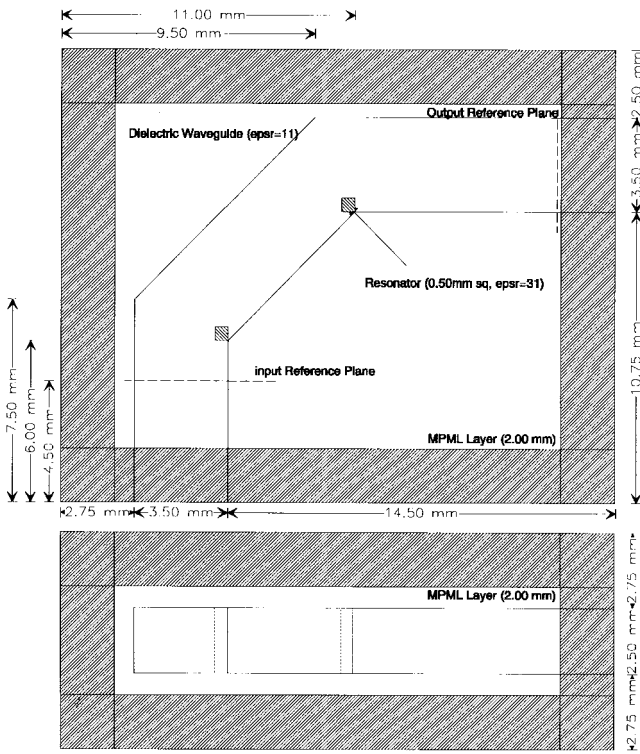 11.00 mm
9.50 mm
2.50 mm
Output Reference Plane
Dielectric Waveguide (epsr=11)
3.50 mm
Resonator (0.50mm sq, epsr=31)
input Reference Plane
7.50 mm
6.00 mm
4.50 mm
10.75 mm
MPML Layer (2.00 mm)
2.75 mm
3.50 mm
14.50 mm
MPML Layer (2.00 mm)
2.75 mm
2.50 mm
2.75 mm